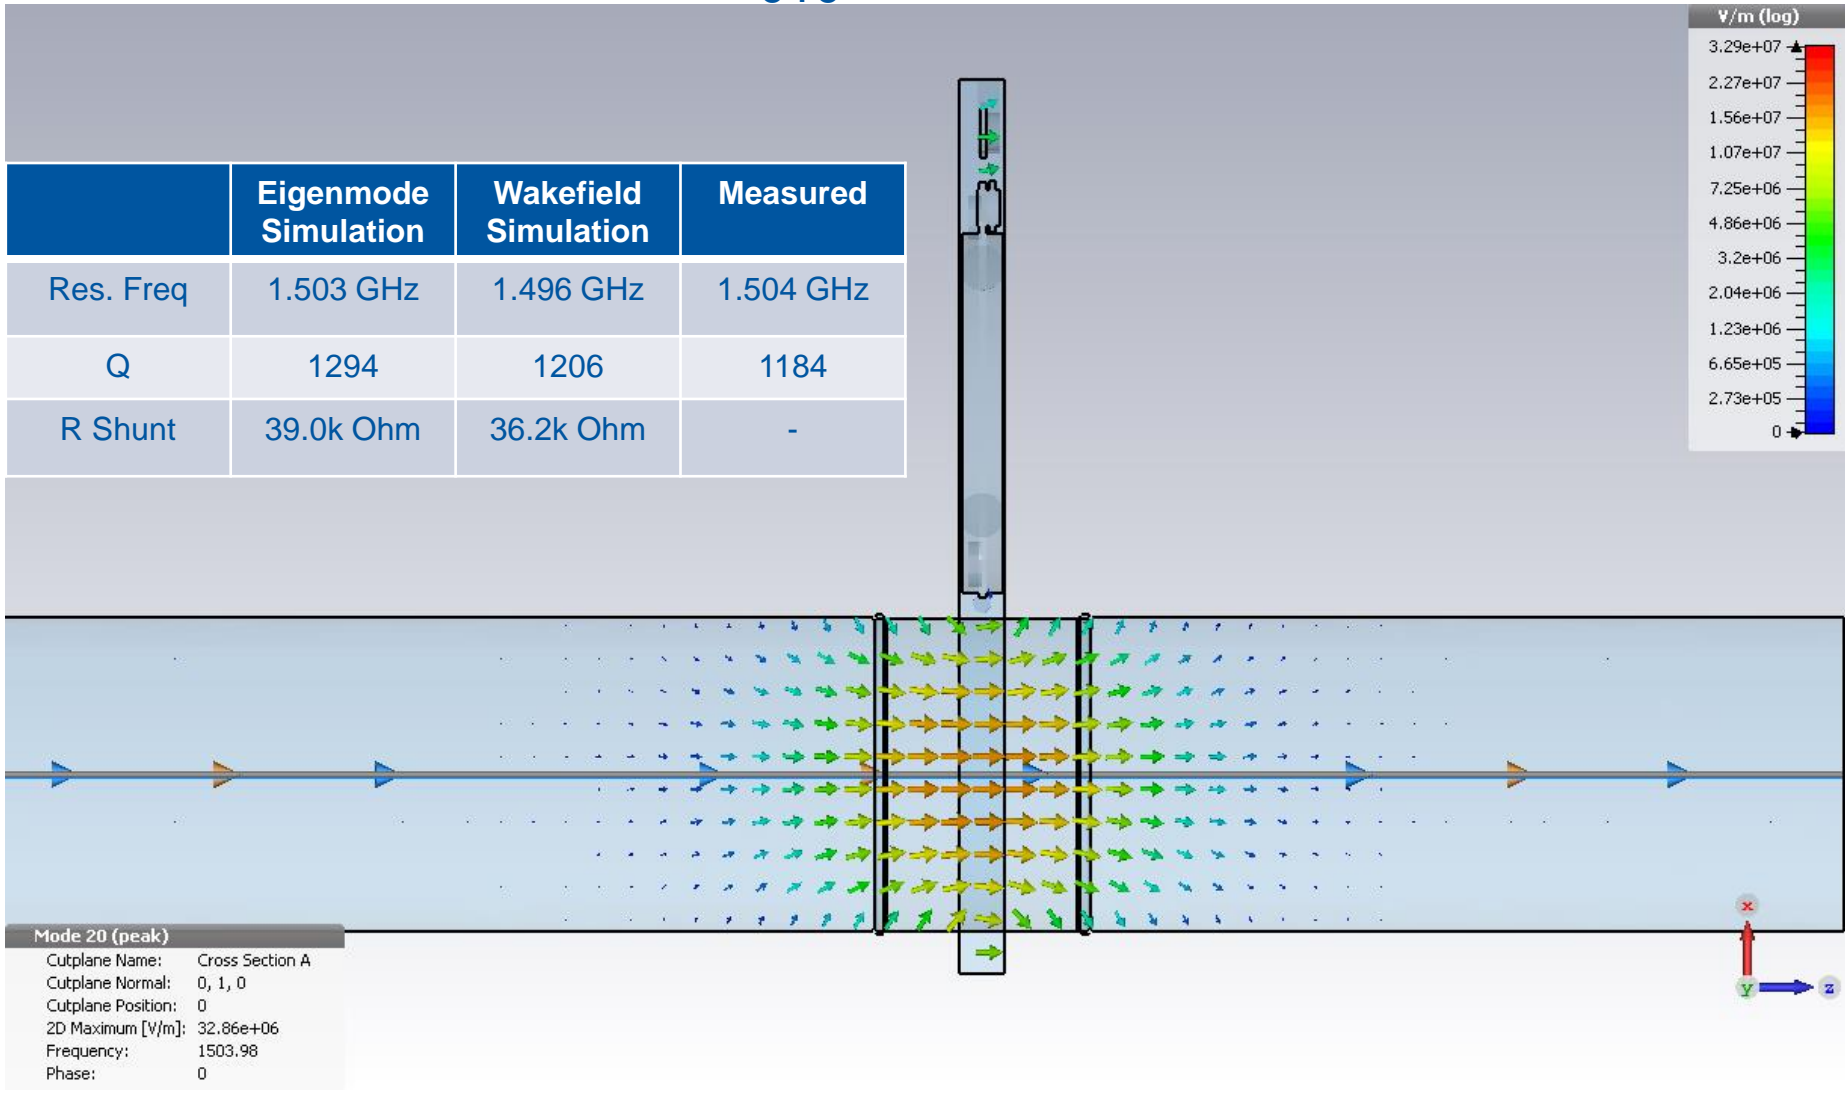 V/m (log)
3.29e+07
2.27e+07
1.56e+07
1.07e+07
7.25e+06
4.86e+06
3.2e+06
2.04e+06
1.23e+06
6.65e+05
2.73e+05
0
Eigenmode Simulation Wakefield Simulation Measured
Res. Freq 1.503 GHz 1.496 GHz 1.504 GHz
Q 1294 1206 1184
R Shunt 39.0k Ohm 36.2k Ohm -
Mode 20 (peak)
Cutplane Name: Cross Section A
Cutplane Normal: 0, 1, 0
Cutplane Position: 0
2D Maximum [V/m]: 32.86e+06
Frequency: 1503.98
Phase: 0
x
y z